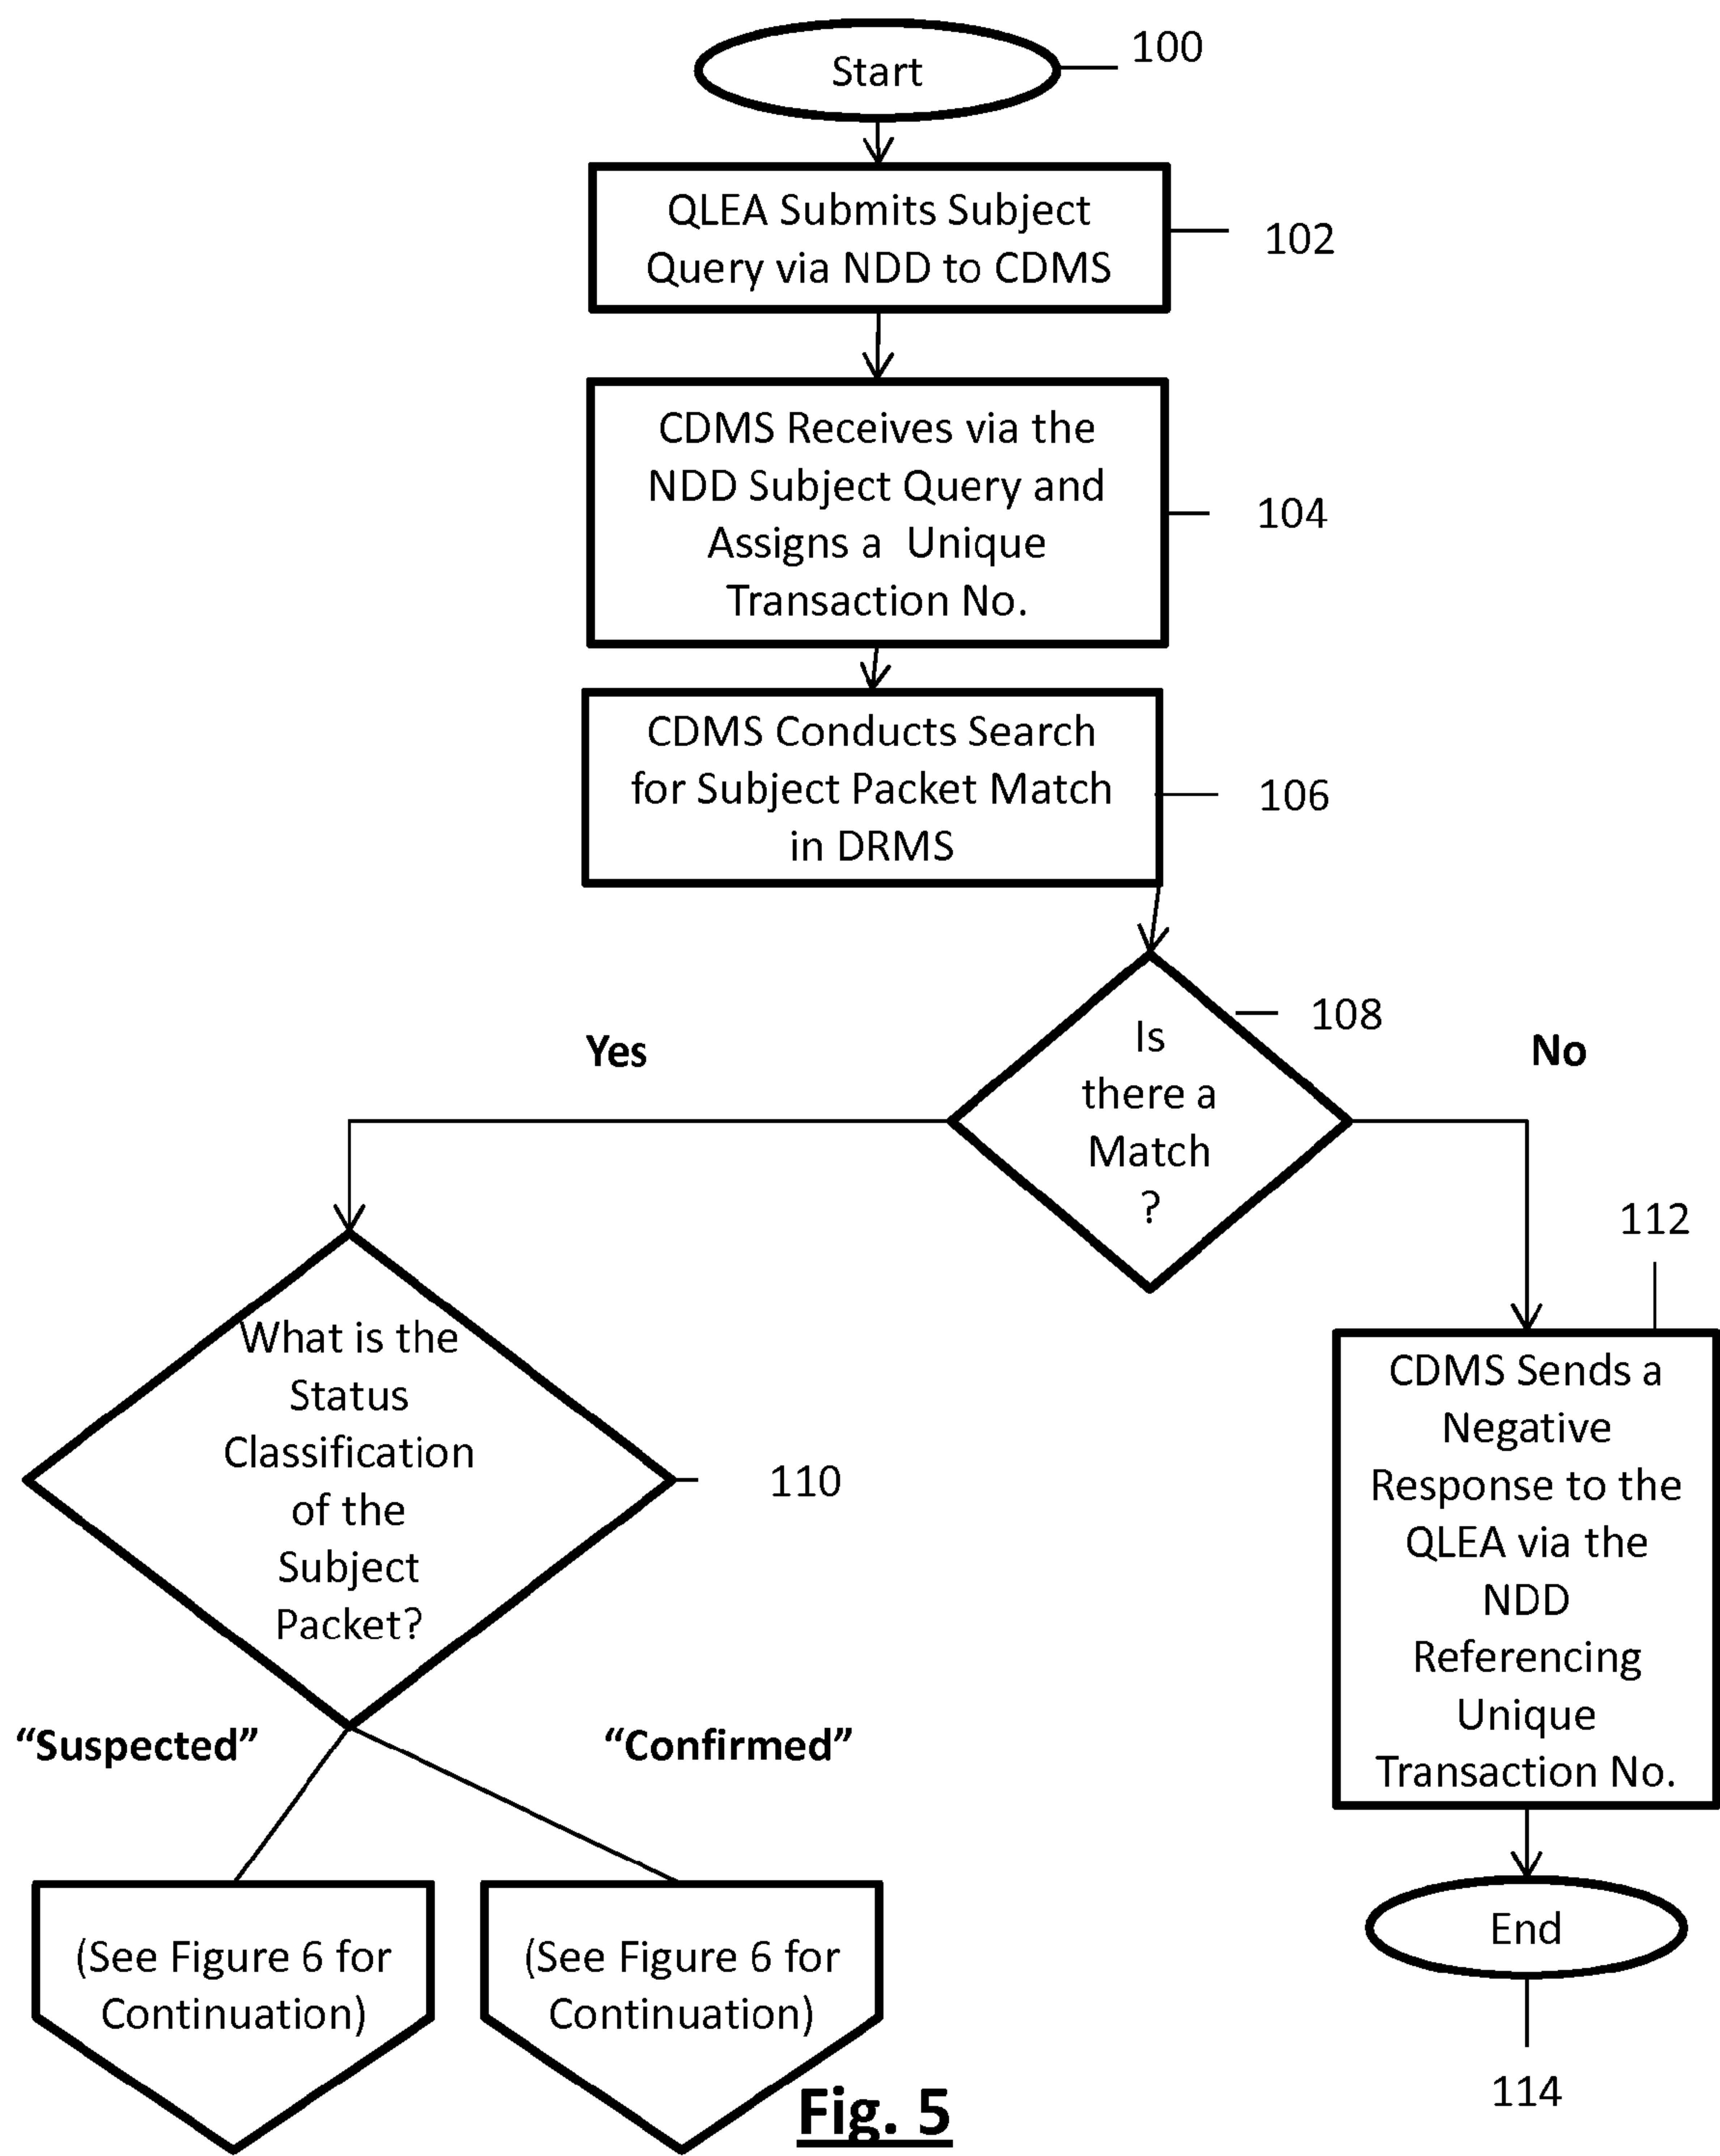 Start
100
QLEA Submits Subject
Query via NDD to CDMS
102
CDMS Receives via the
NDD Subject Query and
Assigns a Unique
Transaction No.
104
CDMS Conducts Search
for Subject Packet Match
in DRMS
106
Is
there a
Match
?
108
Yes
No
What is the
Status
Classification
of the
Subject
Packet?
110
112
CDMS Sends a
Negative
Response to the
QLEA via the
NDD
Referencing
Unique
Transaction No.
“Suspected”
“Confirmed”
(See Figure 6 for
Continuation)
(See Figure 6 for
Continuation)
End
114
Fig. 5